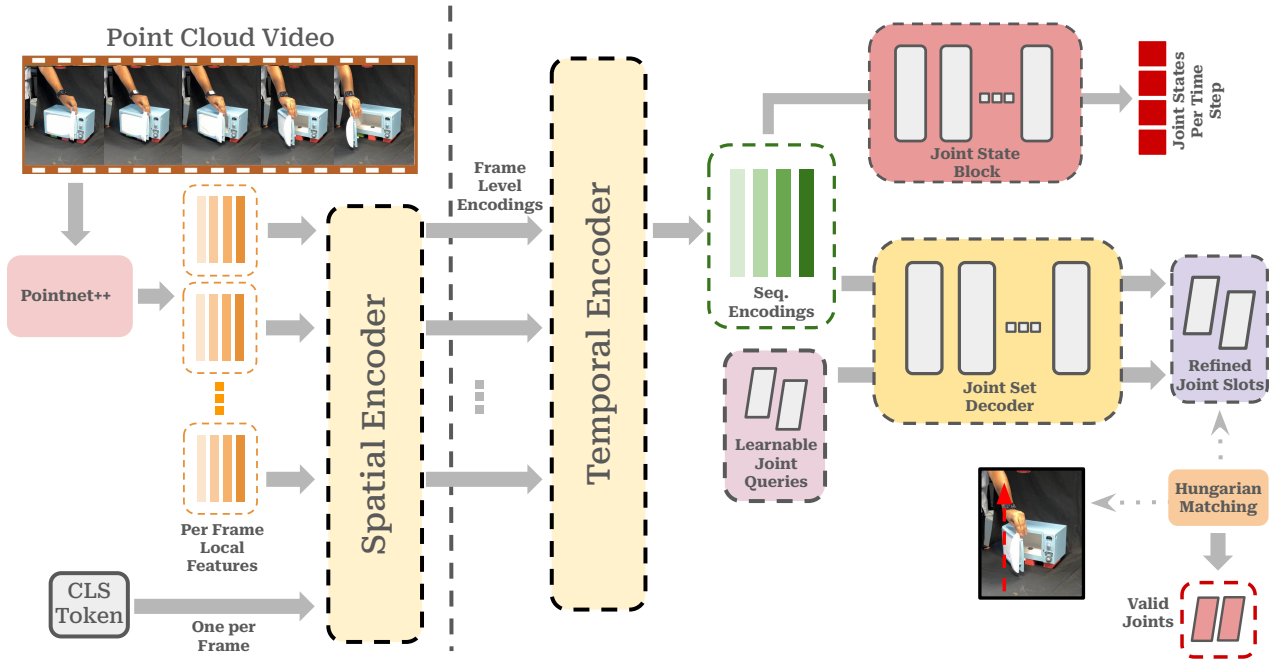 Point Cloud Video
Pointnet++
Per Frame
Local
Features
CLS
Token
One per
Frame
Spatial Encoder
Frame
Level
Encodings
Temporal Encoder
Seq.
Encodings
Learnable
Joint
Queries
Joint State
Block
Joint States
Per Time
Step
Joint Set
Decoder
Refined
Joint Slots
Hungarian
Matching
Valid
Joints